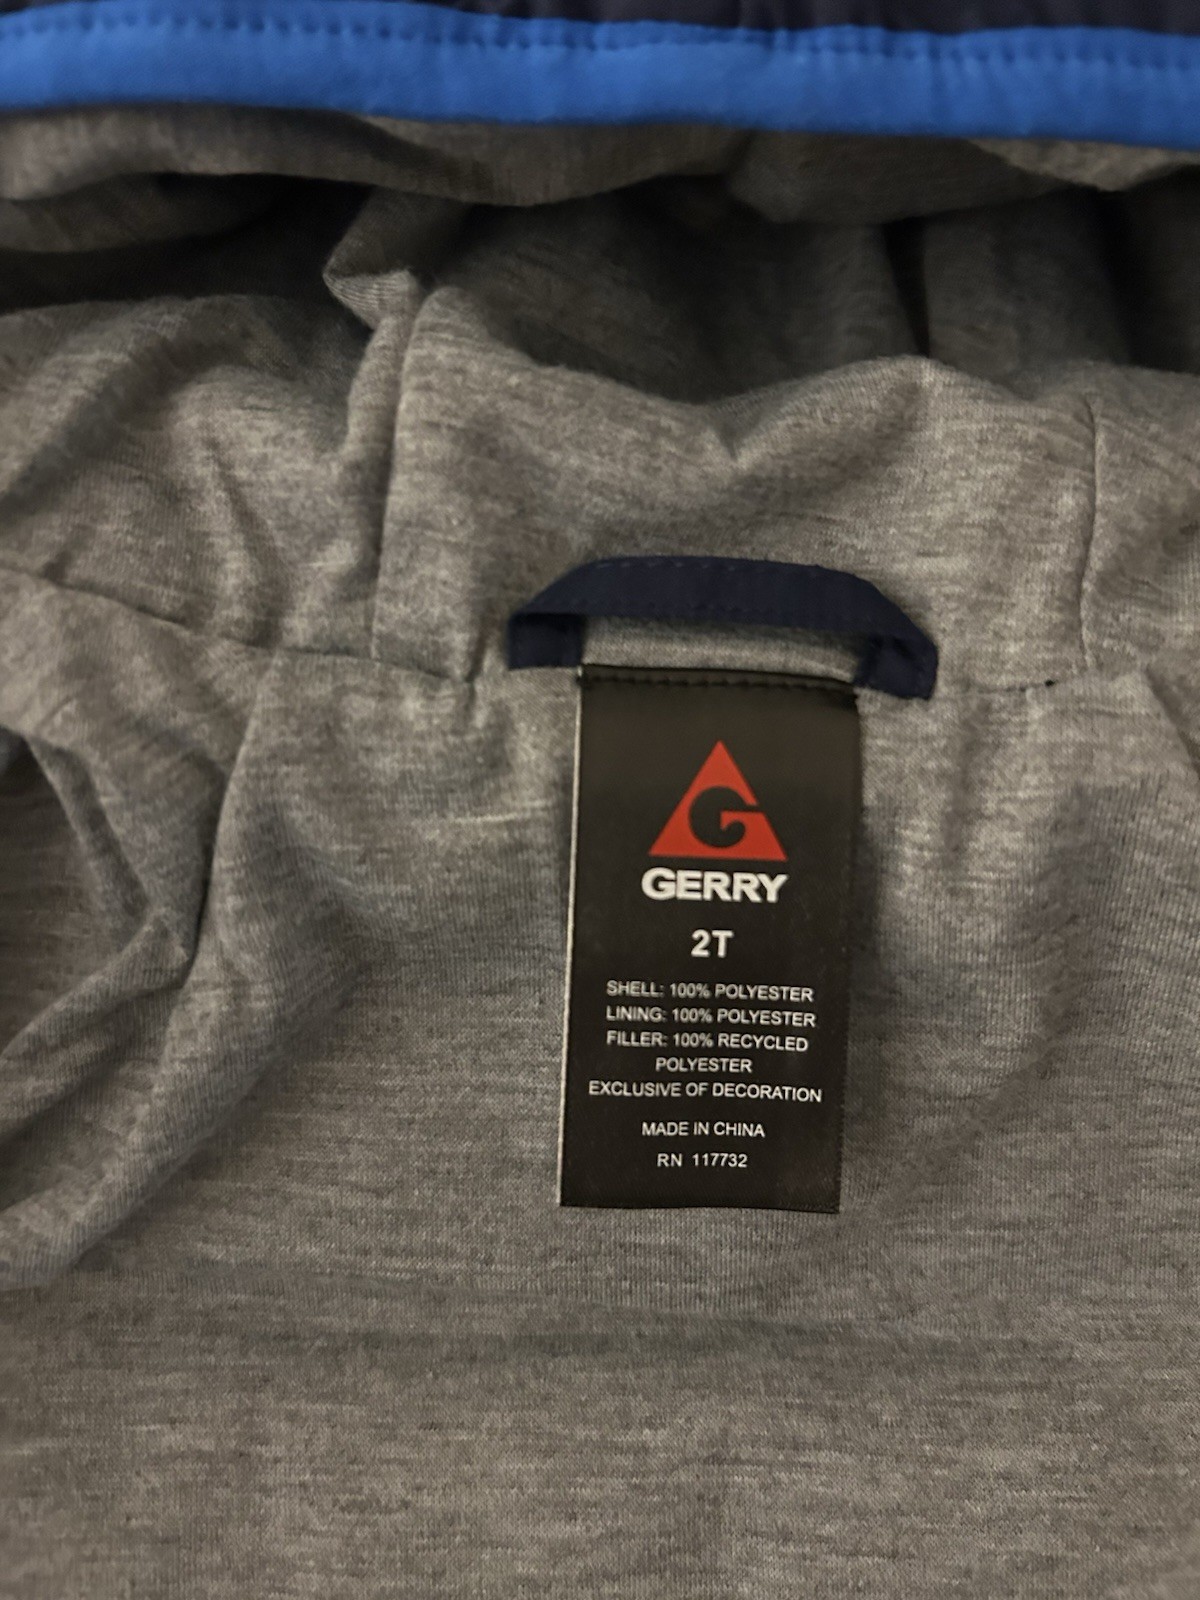 GERRY
2T
SHELL: 100% POLYESTER
LINING: 100% POLYESTER
FILLER: 100% RECYCLED
POLYESTER
EXCLUSIVE OF DECORATION
MADE IN CHINA
RN 117732